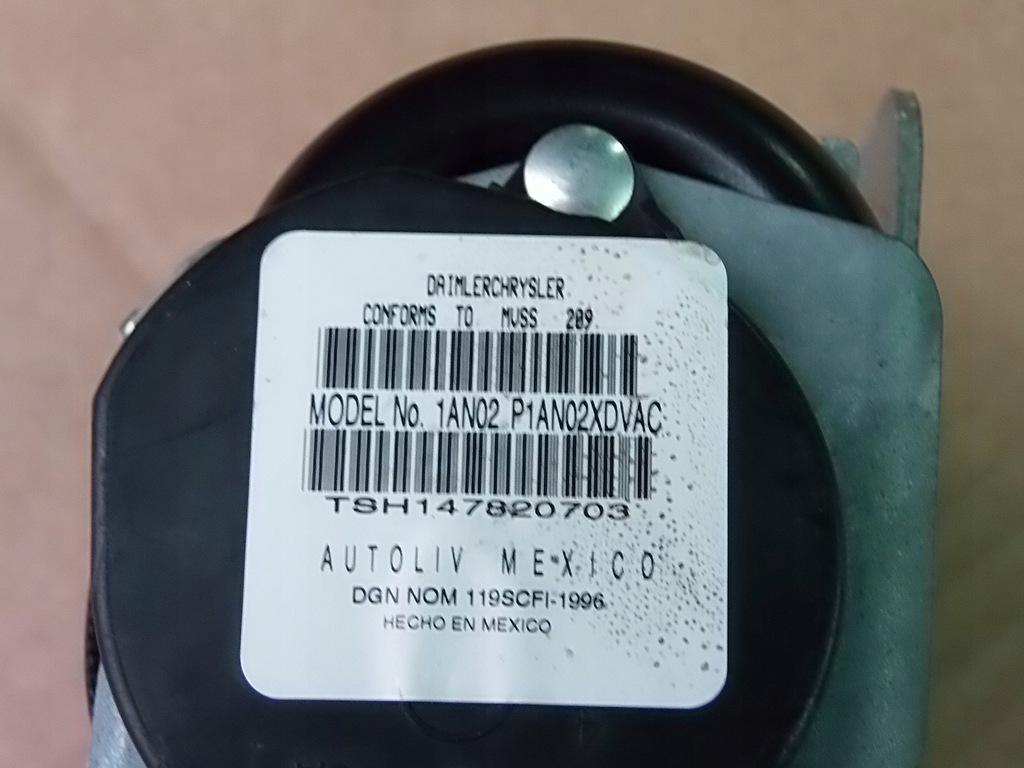 DAIMLERCHRYSLER
CONFORMS TO MVSS 209
MODEL No. 1AN02 P1AN02XDVAC
TSH147820703
AUTOLIV MEXICO
DGN NOM 119SCFI-1996
HECHO EN MEXICO